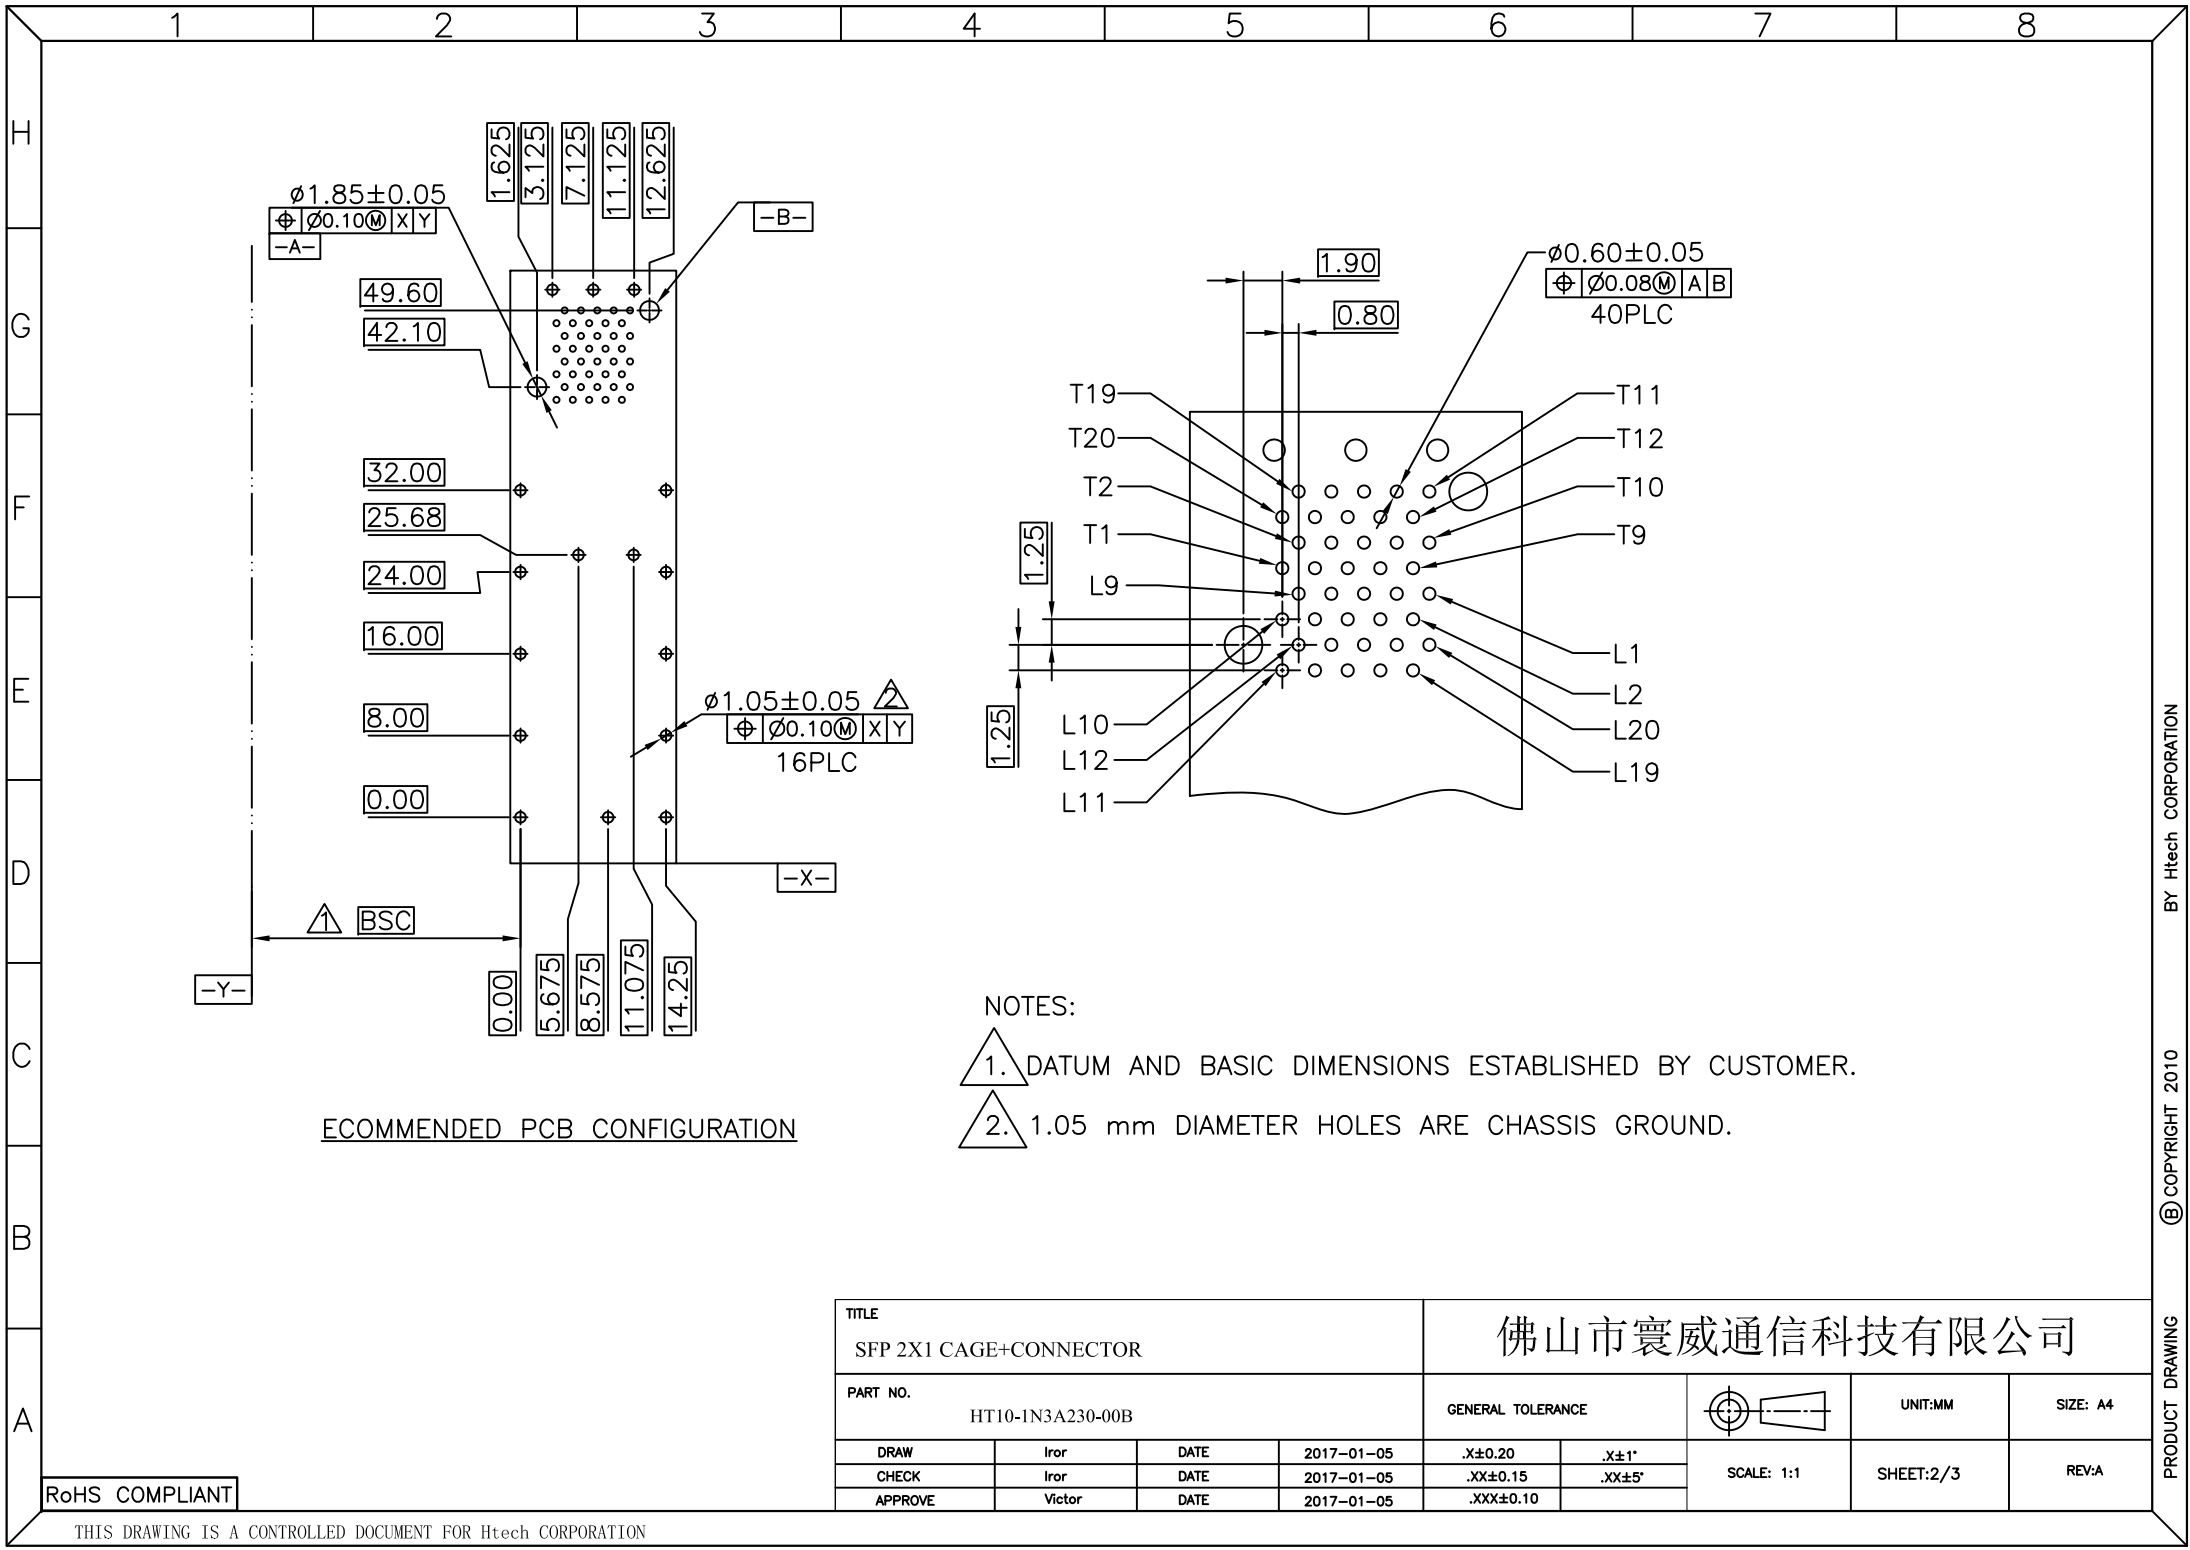 1 2 3 4 5 6 7 8
H
G
F
E
D
C
B
A
1.625
3.125
7.125
11.125
12.625
ø1.85±0.05
⌖ Ø0.10Ⓜ X Y
-A-
-B-
49.60
42.10
32.00
25.68
24.00
16.00
8.00
0.00
ø1.05±0.05 2
⌖ Ø0.10Ⓜ X Y
16PLC
-X-
1 BSC
-Y-
0.00
5.675
8.575
11.075
14.25
ECOMMENDED PCB CONFIGURATION
1.90
0.80
ø0.60±0.05
⌖ Ø0.08Ⓜ A B
40PLC
T19
T20
T2
T1
L9
1.25
1.25
L10
L12
L11
T11
T12
T10
T9
L1
L2
L20
L19
NOTES:
1. DATUM AND BASIC DIMENSIONS ESTABLISHED BY CUSTOMER.
2. 1.05 mm DIAMETER HOLES ARE CHASSIS GROUND.
TITLE
SFP 2X1 CAGE+CONNECTOR
佛山市寰威通信科技有限公司
PART NO.
HT10-1N3A230-00B
GENERAL TOLERANCE
UNIT:MM
SIZE: A4
DRAW Iror DATE 2017-01-05 .X±0.20 .X±1°
CHECK Iror DATE 2017-01-05 .XX±0.15 .XX±5°
APPROVE Victor DATE 2017-01-05 .XXX±0.10
SCALE: 1:1
SHEET:2/3
REV:A
RoHS COMPLIANT
THIS DRAWING IS A CONTROLLED DOCUMENT FOR Htech CORPORATION
PRODUCT DRAWING Ⓑ COPYRIGHT 2010 BY Htech CORPORATION